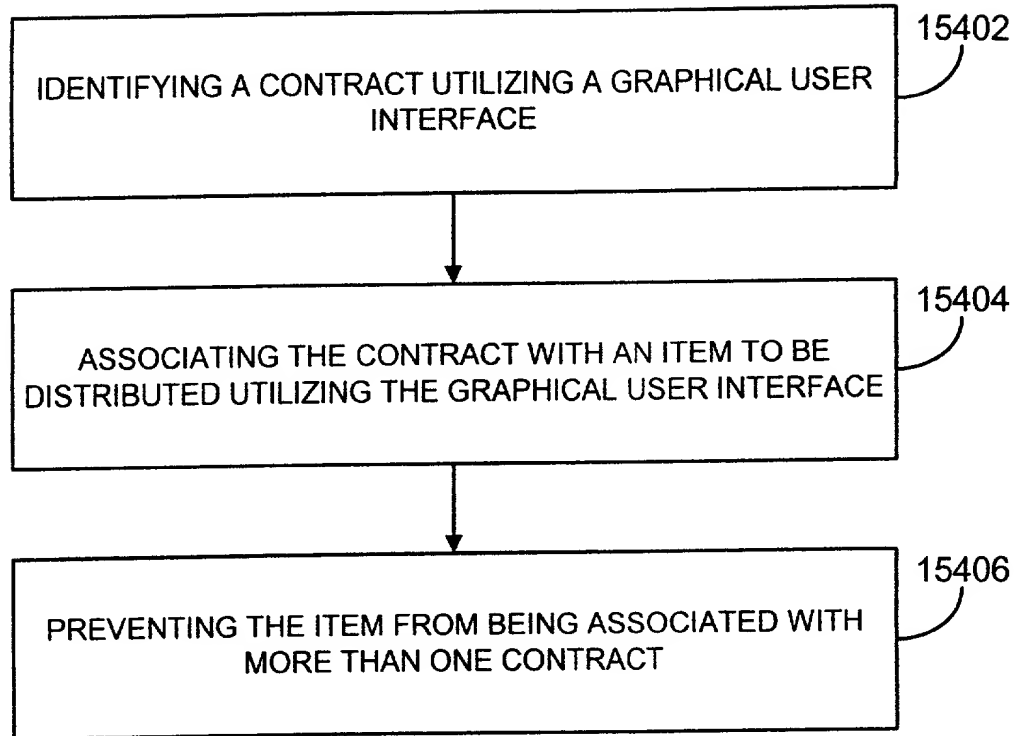 15402
IDENTIFYING A CONTRACT UTILIZING A GRAPHICAL USER
INTERFACE
15404
ASSOCIATING THE CONTRACT WITH AN ITEM TO BE
DISTRIBUTED UTILIZING THE GRAPHICAL USER INTERFACE
15406
PREVENTING THE ITEM FROM BEING ASSOCIATED WITH
MORE THAN ONE CONTRACT